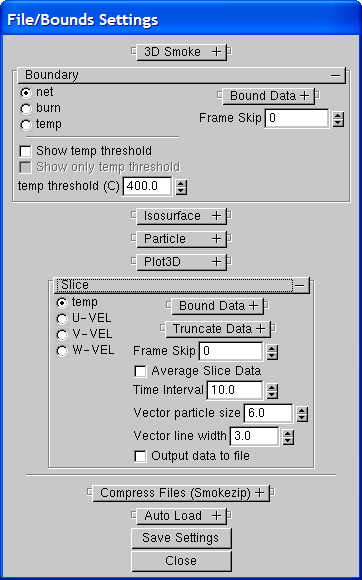 File/Bounds Settings
3D Smoke +
Boundary −
net
burn
temp
Bound Data +
Frame Skip 0
Show temp threshold
Show only temp threshold
temp threshold (C) 400.0
Isosurface +
Particle +
Plot3D +
Slice −
temp
U-VEL
V-VEL
W-VEL
Bound Data +
Truncate Data +
Frame Skip 0
Average Slice Data
Time Interval 10.0
Vector particle size 6.0
Vector line width 3.0
Output data to file
Compress Files (Smokezip) +
Auto Load +
Save Settings
Close